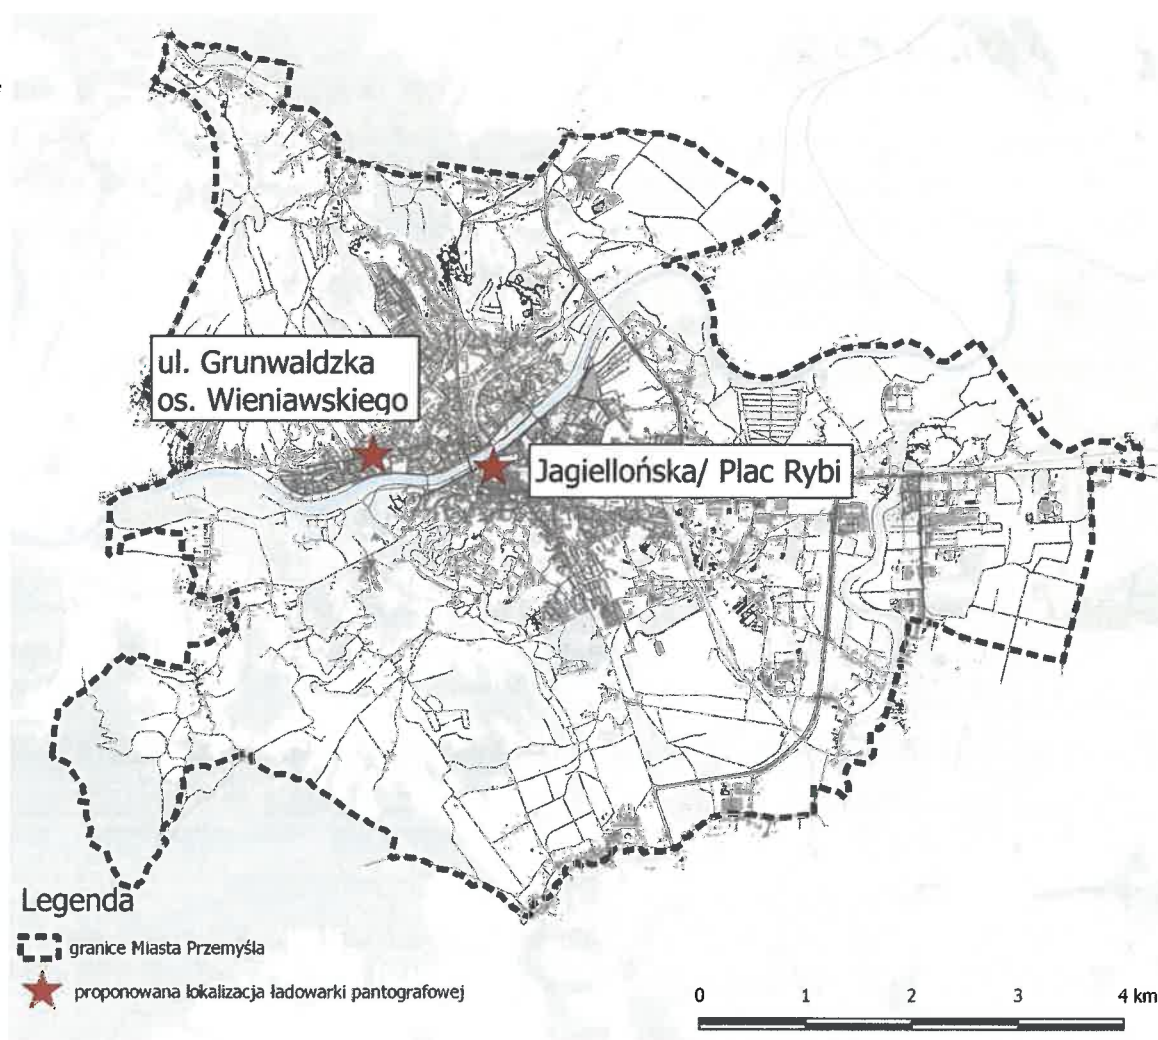 ul. Grunwaldzka
os. Wieniawskiego
Jagiellońska/ Plac Rybi
Legenda
granice Miasta Przemyśla
proponowana lokalizacja ładowarki pantografowej
0 1 2 3 4 km